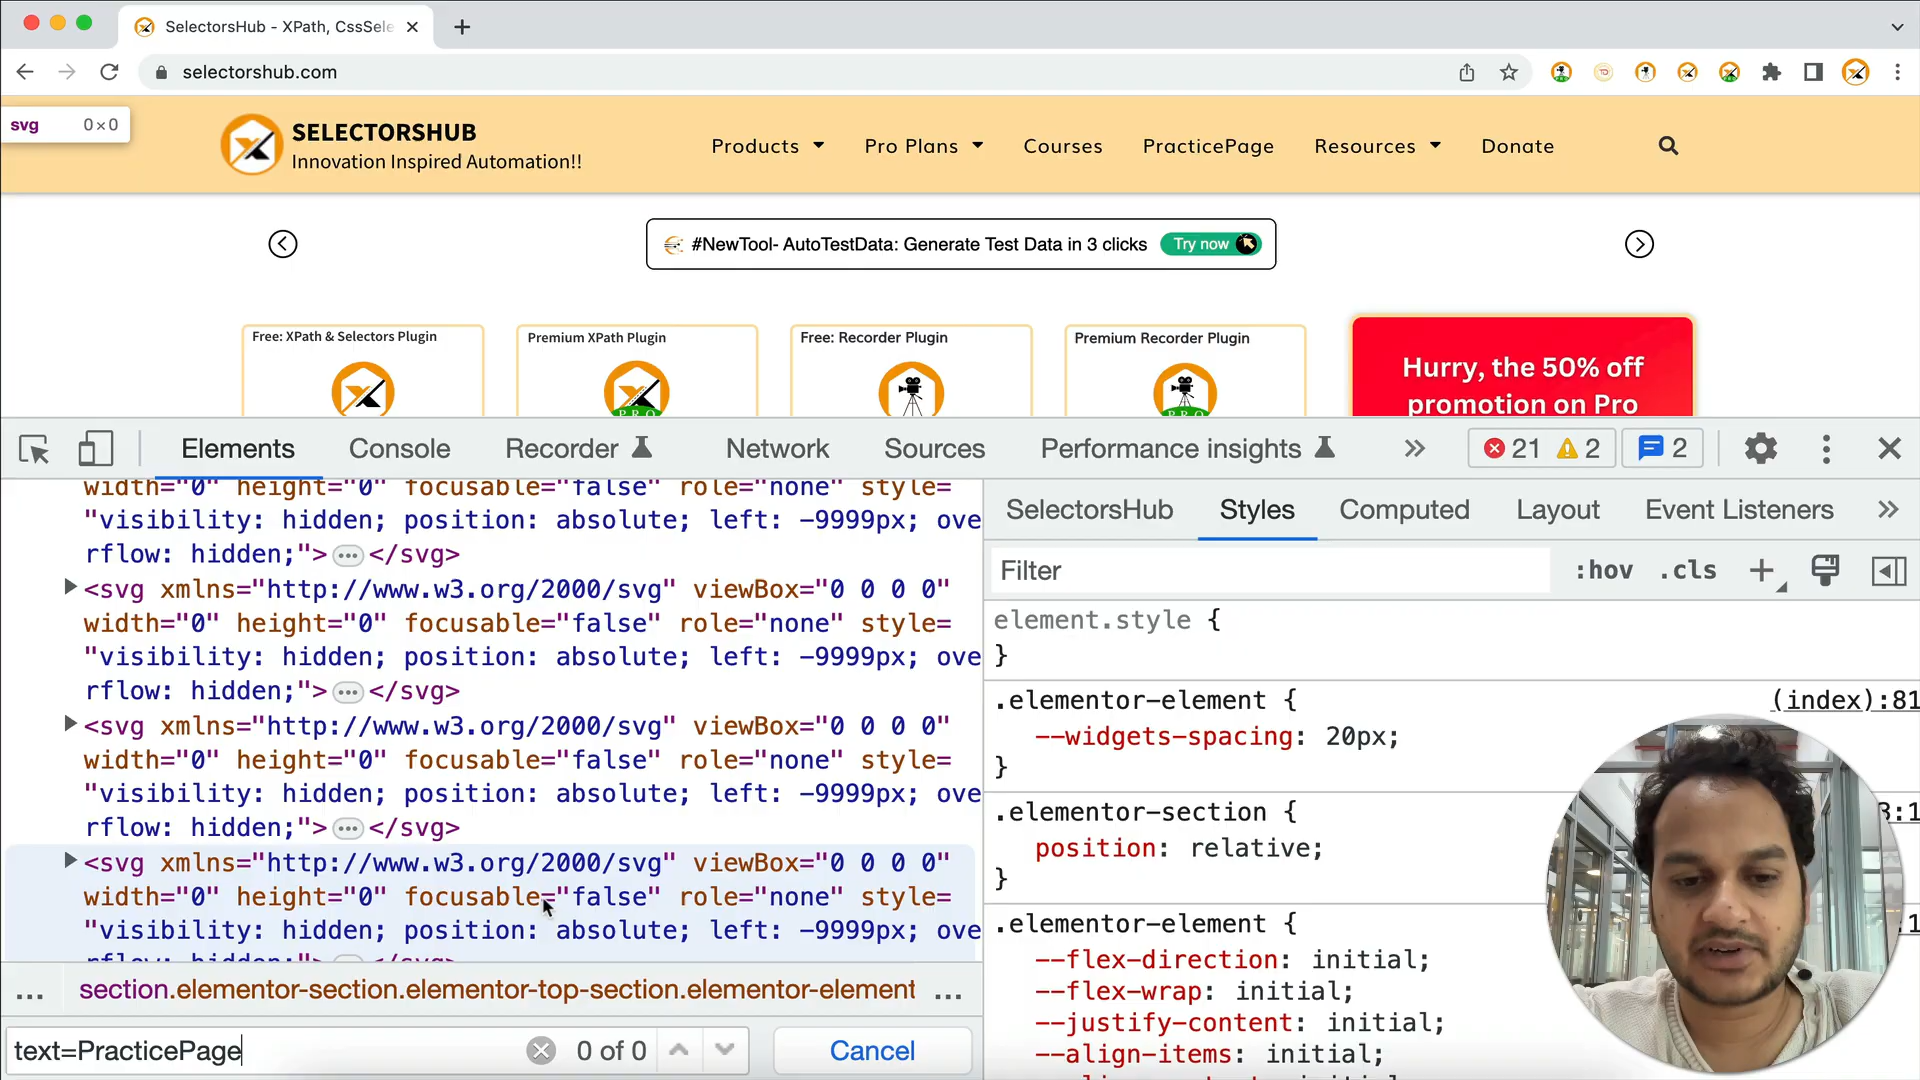 SelectorsHub - XPath, CssSele
selectorshub.com
svg 0×0
SELECTORSHUB
Innovation Inspired Automation!!
Products Pro Plans Courses PracticePage Resources Donate
#NewTool- AutoTestData: Generate Test Data in 3 clicks Try now
Free: XPath & Selectors Plugin
Premium XPath Plugin
PRO
Free: Recorder Plugin
Premium Recorder Plugin
PRO
Hurry, the 50% off
promotion on Pro
Elements Console Recorder Network Sources Performance insights » 21 2 2
width="0" height="0" focusable="false" role="none" style=
"visibility: hidden; position: absolute; left: -9999px; ove
rflow: hidden;">…</svg>
<svg xmlns="http://www.w3.org/2000/svg" viewBox="0 0 0 0"
width="0" height="0" focusable="false" role="none" style=
"visibility: hidden; position: absolute; left: -9999px; ove
rflow: hidden;">…</svg>
<svg xmlns="http://www.w3.org/2000/svg" viewBox="0 0 0 0"
width="0" height="0" focusable="false" role="none" style=
"visibility: hidden; position: absolute; left: -9999px; ove
rflow: hidden;">…</svg>
<svg xmlns="http://www.w3.org/2000/svg" viewBox="0 0 0 0"
width="0" height="0" focusable="false" role="none" style=
"visibility: hidden; position: absolute; left: -9999px; ove
rflow: hidden;">…</svg>
… section.elementor-section.elementor-top-section.elementor-element …
text=PracticePage 0 of 0 Cancel
SelectorsHub Styles Computed Layout Event Listeners »
Filter :hov .cls +
element.style {
}
.elementor-element { (index):81
--widgets-spacing: 20px;
}
.elementor-section {
position: relative;
}
.elementor-element {
--flex-direction: initial;
--flex-wrap: initial;
--justify-content: initial;
--align-items: initial;